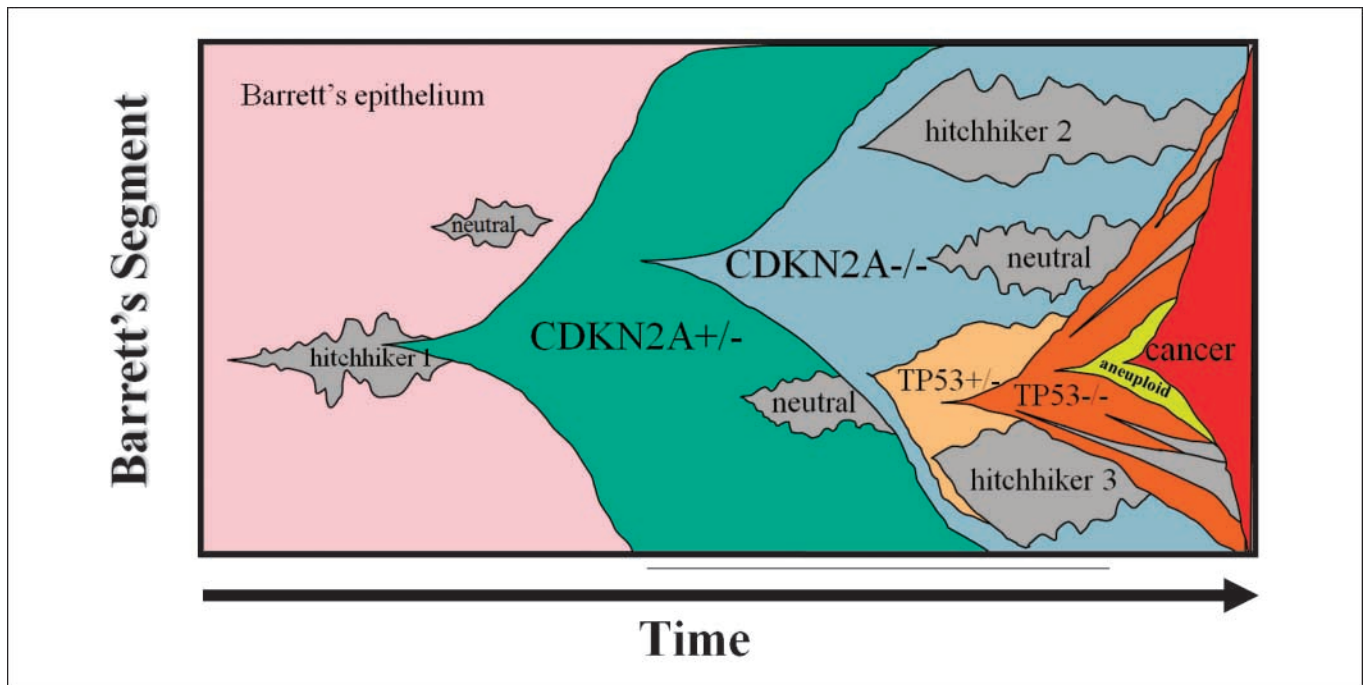 Barrett's Segment
Barrett's epithelium
hitchhiker 2
neutral
CDKN2A-/-
neutral
CDKN2A+/-
hitchhiker 1
cancer
aneuploid
TP53+/-
TP53-/-
neutral
hitchhiker 3
Time